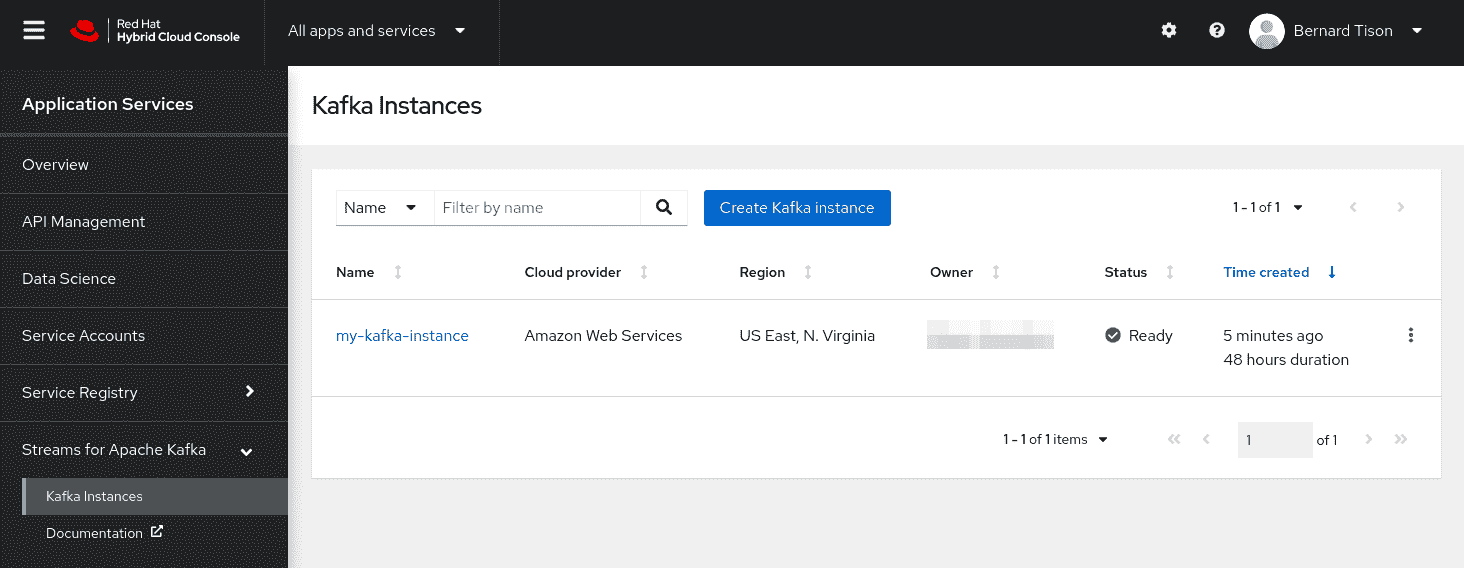 Red Hat
Hybrid Cloud Console
All apps and services
Bernard Tison
Application Services
Overview
API Management
Data Science
Service Accounts
Service Registry
Streams for Apache Kafka
Kafka Instances
Documentation
Kafka Instances
Name
Filter by name
Create Kafka instance
1 - 1 of 1
Name Cloud provider Region Owner Status Time created
my-kafka-instance Amazon Web Services US East, N. Virginia Ready 5 minutes ago
48 hours duration
1 - 1 of 1 items
1 of 1